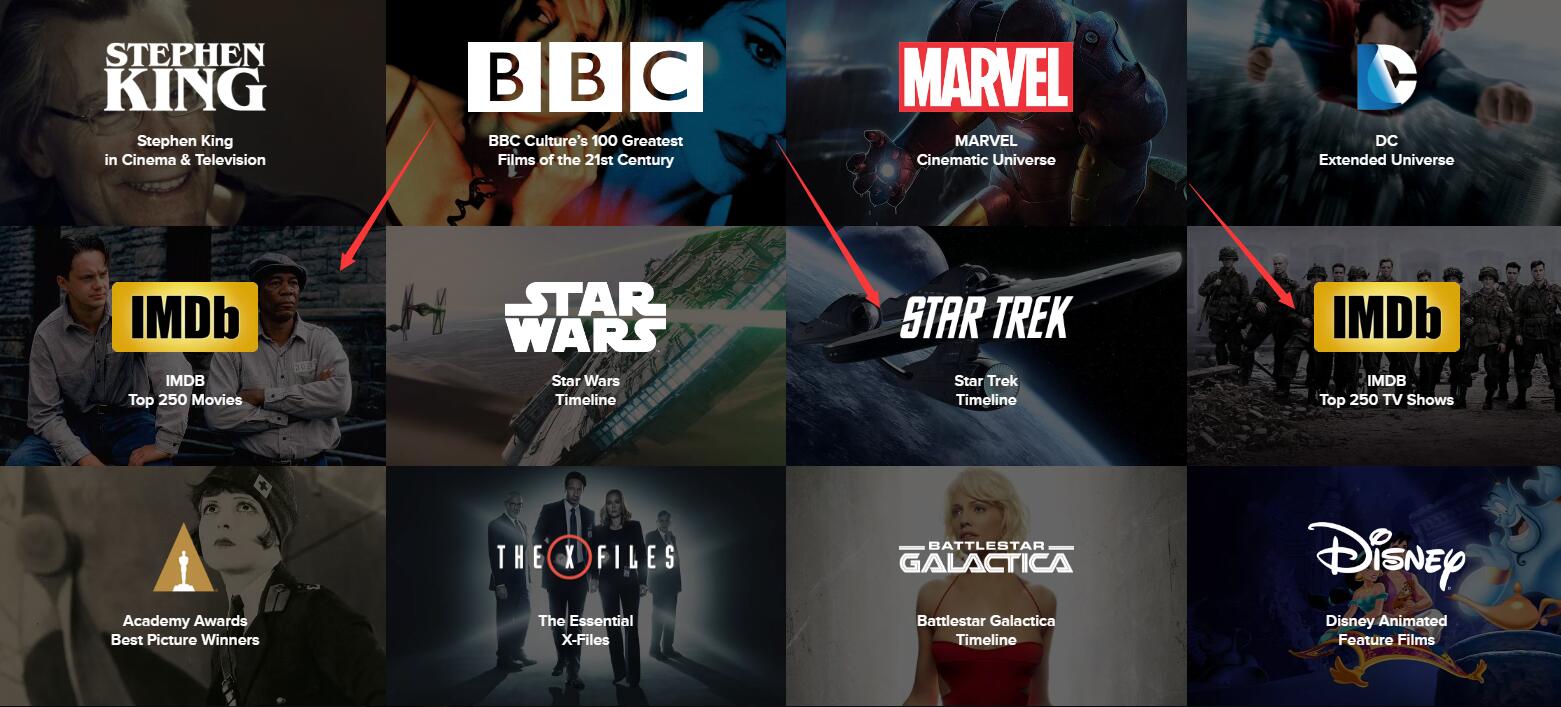 STEPHEN
KING
Stephen King
in Cinema & Television
BBC
BBC Culture's 100 Greatest
Films of the 21st Century
MARVEL
MARVEL
Cinematic Universe
DC
DC
Extended Universe
IMDb
IMDB
Top 250 Movies
STAR
WARS
Star Wars
Timeline
STAR TREK
Star Trek
Timeline
IMDb
IMDB
Top 250 TV Shows
Academy Awards
Best Picture Winners
THE X FILES
The Essential
X-Files
BATTLESTAR
GALACTICA
Battlestar Galactica
Timeline
Disney
Disney Animated
Feature Films